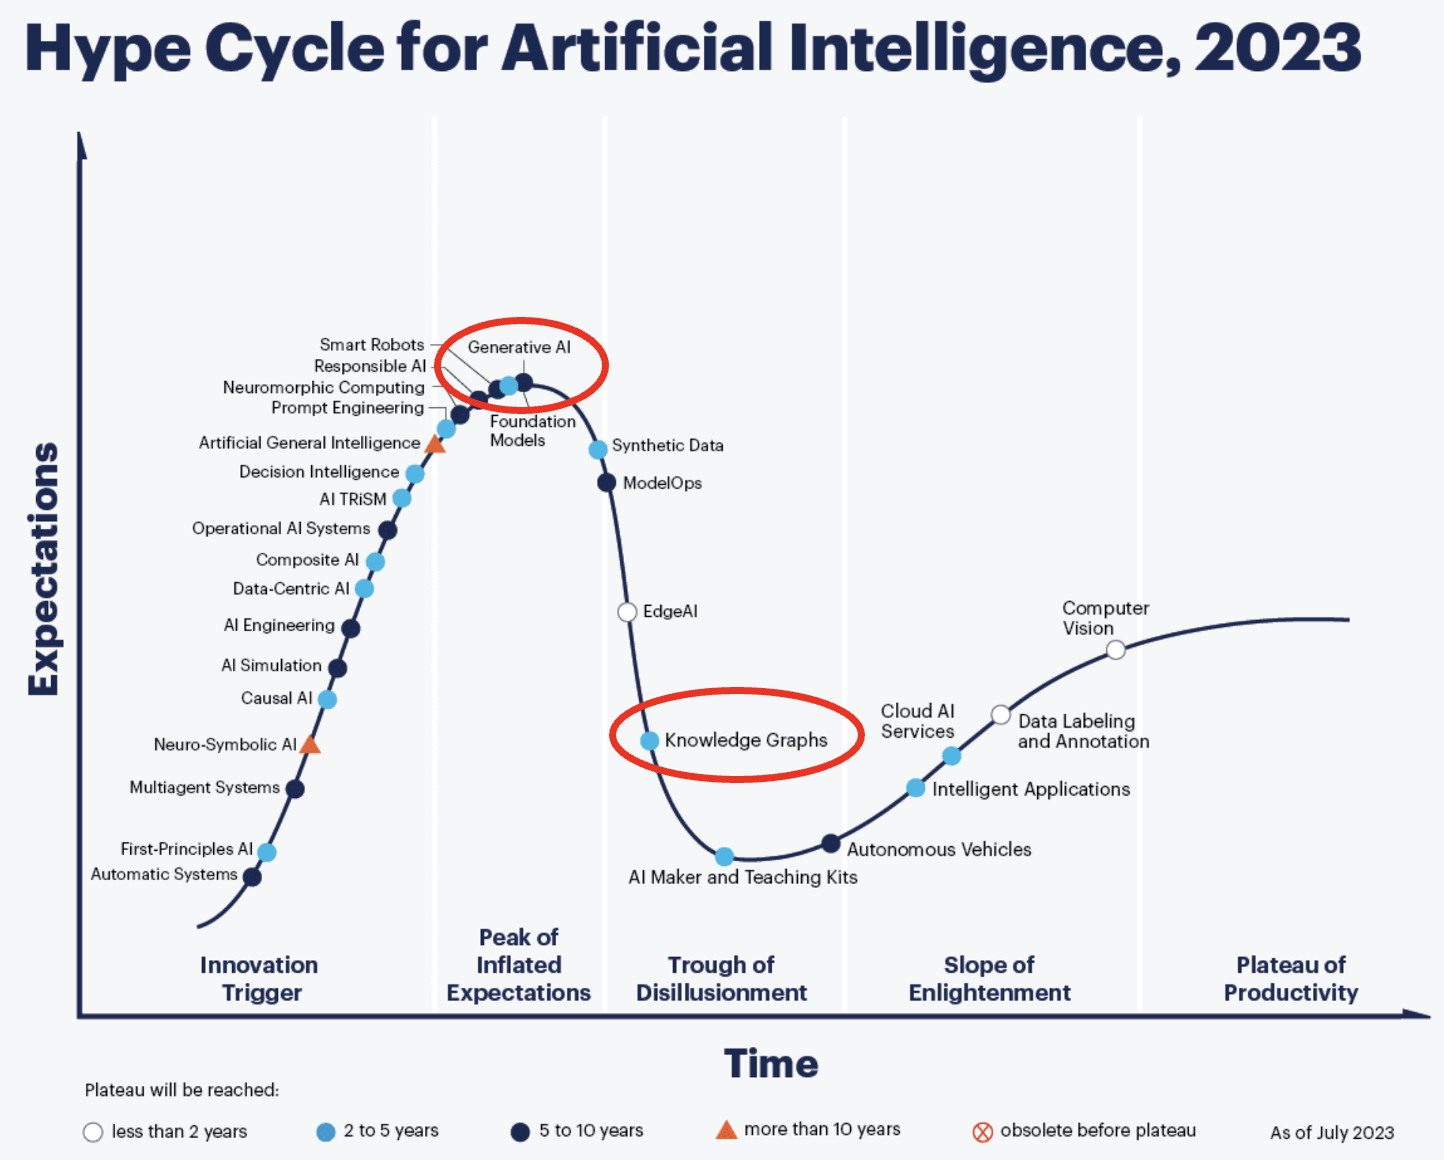 Hype Cycle for Artificial Intelligence, 2023
Expectations
Smart Robots
Responsible AI
Neuromorphic Computing
Prompt Engineering
Artificial General Intelligence
Decision Intelligence
AI TRiSM
Operational AI Systems
Composite AI
Data-Centric AI
AI Engineering
AI Simulation
Causal AI
Neuro-Symbolic AI
Multiagent Systems
First-Principles AI
Automatic Systems
Generative AI
Foundation
Models
Synthetic Data
ModelOps
EdgeAI
Knowledge Graphs
AI Maker and Teaching Kits
Autonomous Vehicles
Intelligent Applications
Cloud AI
Services
Data Labeling
and Annotation
Computer
Vision
Innovation
Trigger
Peak of
Inflated
Expectations
Trough of
Disillusionment
Slope of
Enlightenment
Plateau of
Productivity
Time
Plateau will be reached:
less than 2 years
2 to 5 years
5 to 10 years
more than 10 years
obsolete before plateau
As of July 2023